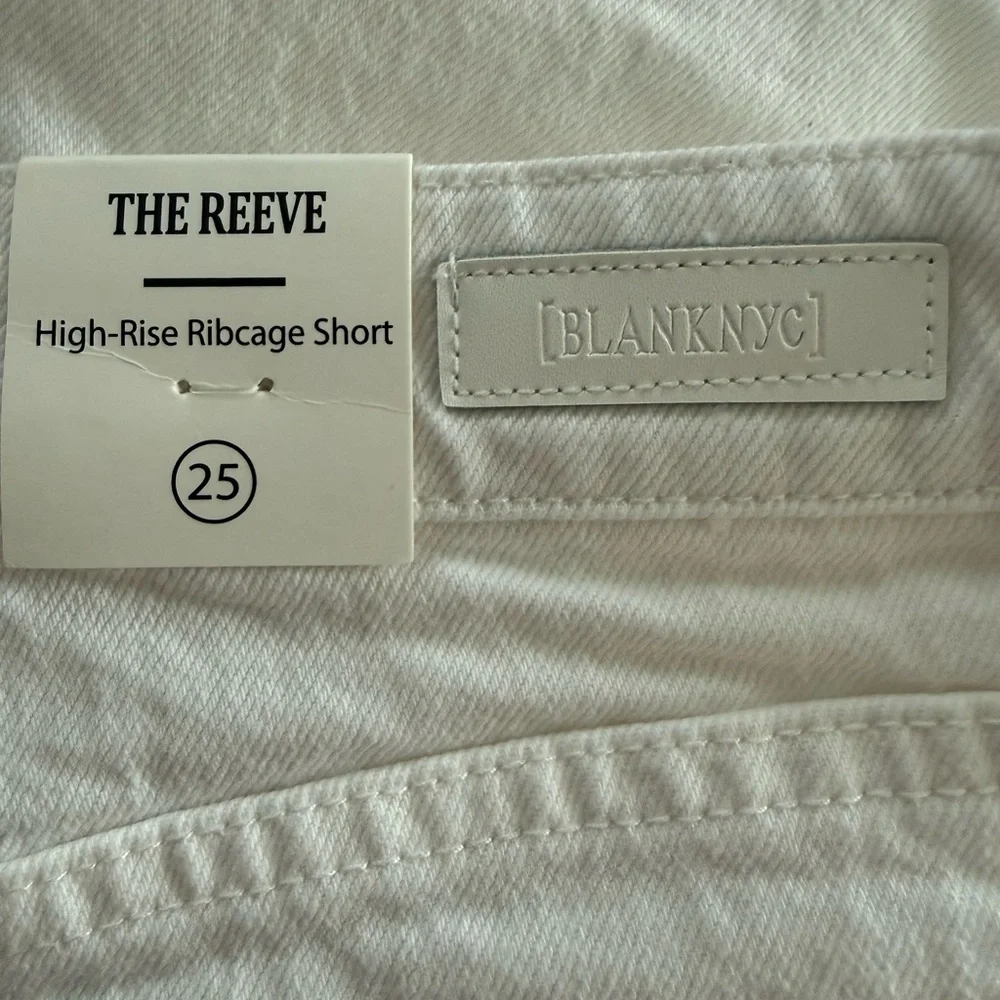 THE REEVE
High-Rise Ribcage Short
25
[BLANKNYC]